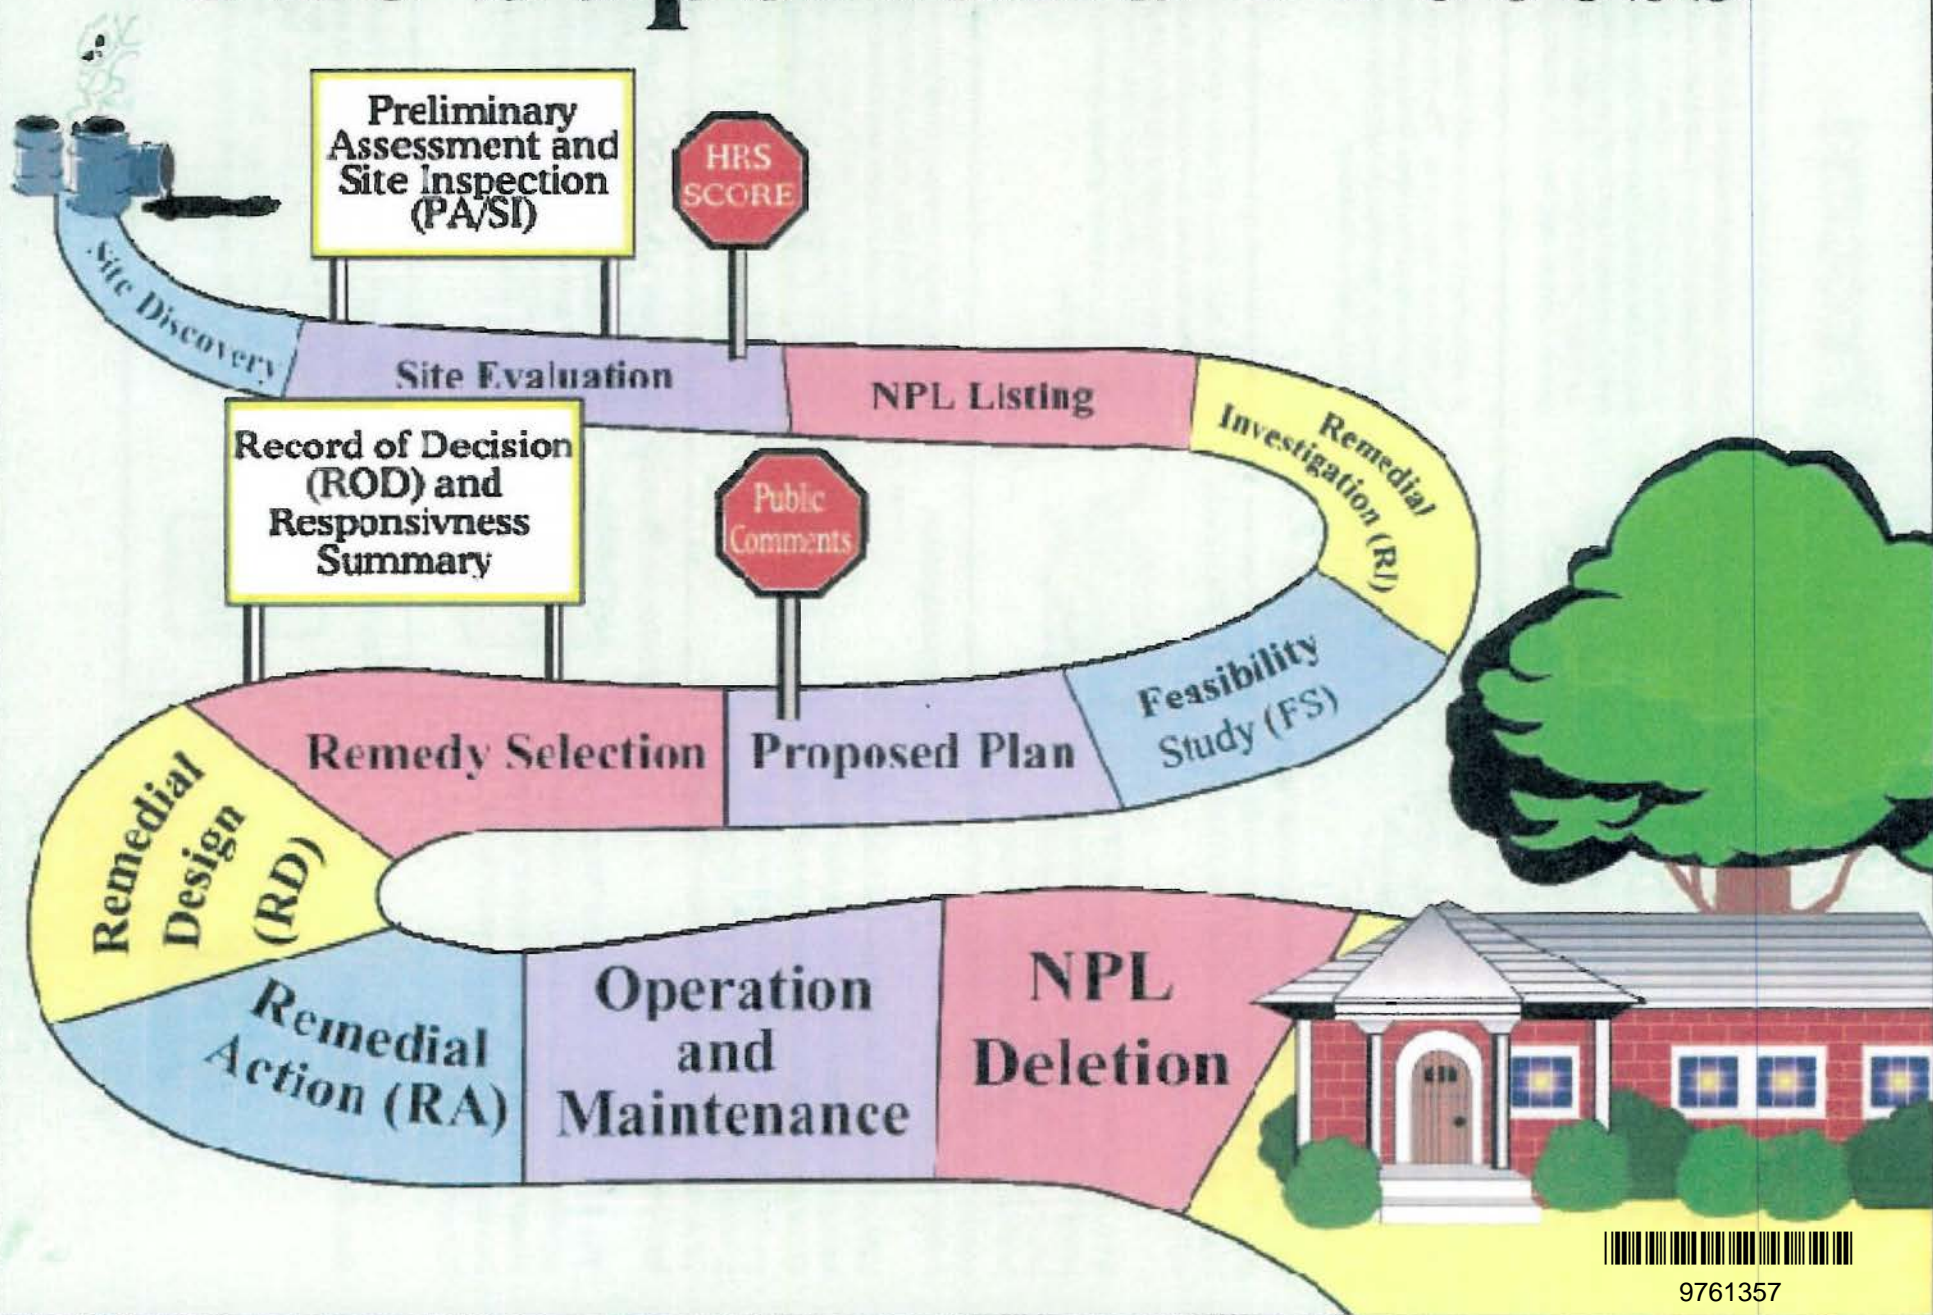 Preliminary
Assessment and
Site Inspection
(PA/SI)
HRS
SCORE
Site Discovery
Site Evaluation
NPL Listing
Remedial
Investigation (RI)
Record of Decision
(ROD) and
Responsivness
Summary
Public
Comments
Feasibility
Study (FS)
Proposed Plan
Remedy Selection
Remedial
Design
(RD)
Remedial
Action (RA)
Operation
and
Maintenance
NPL
Deletion
9761357